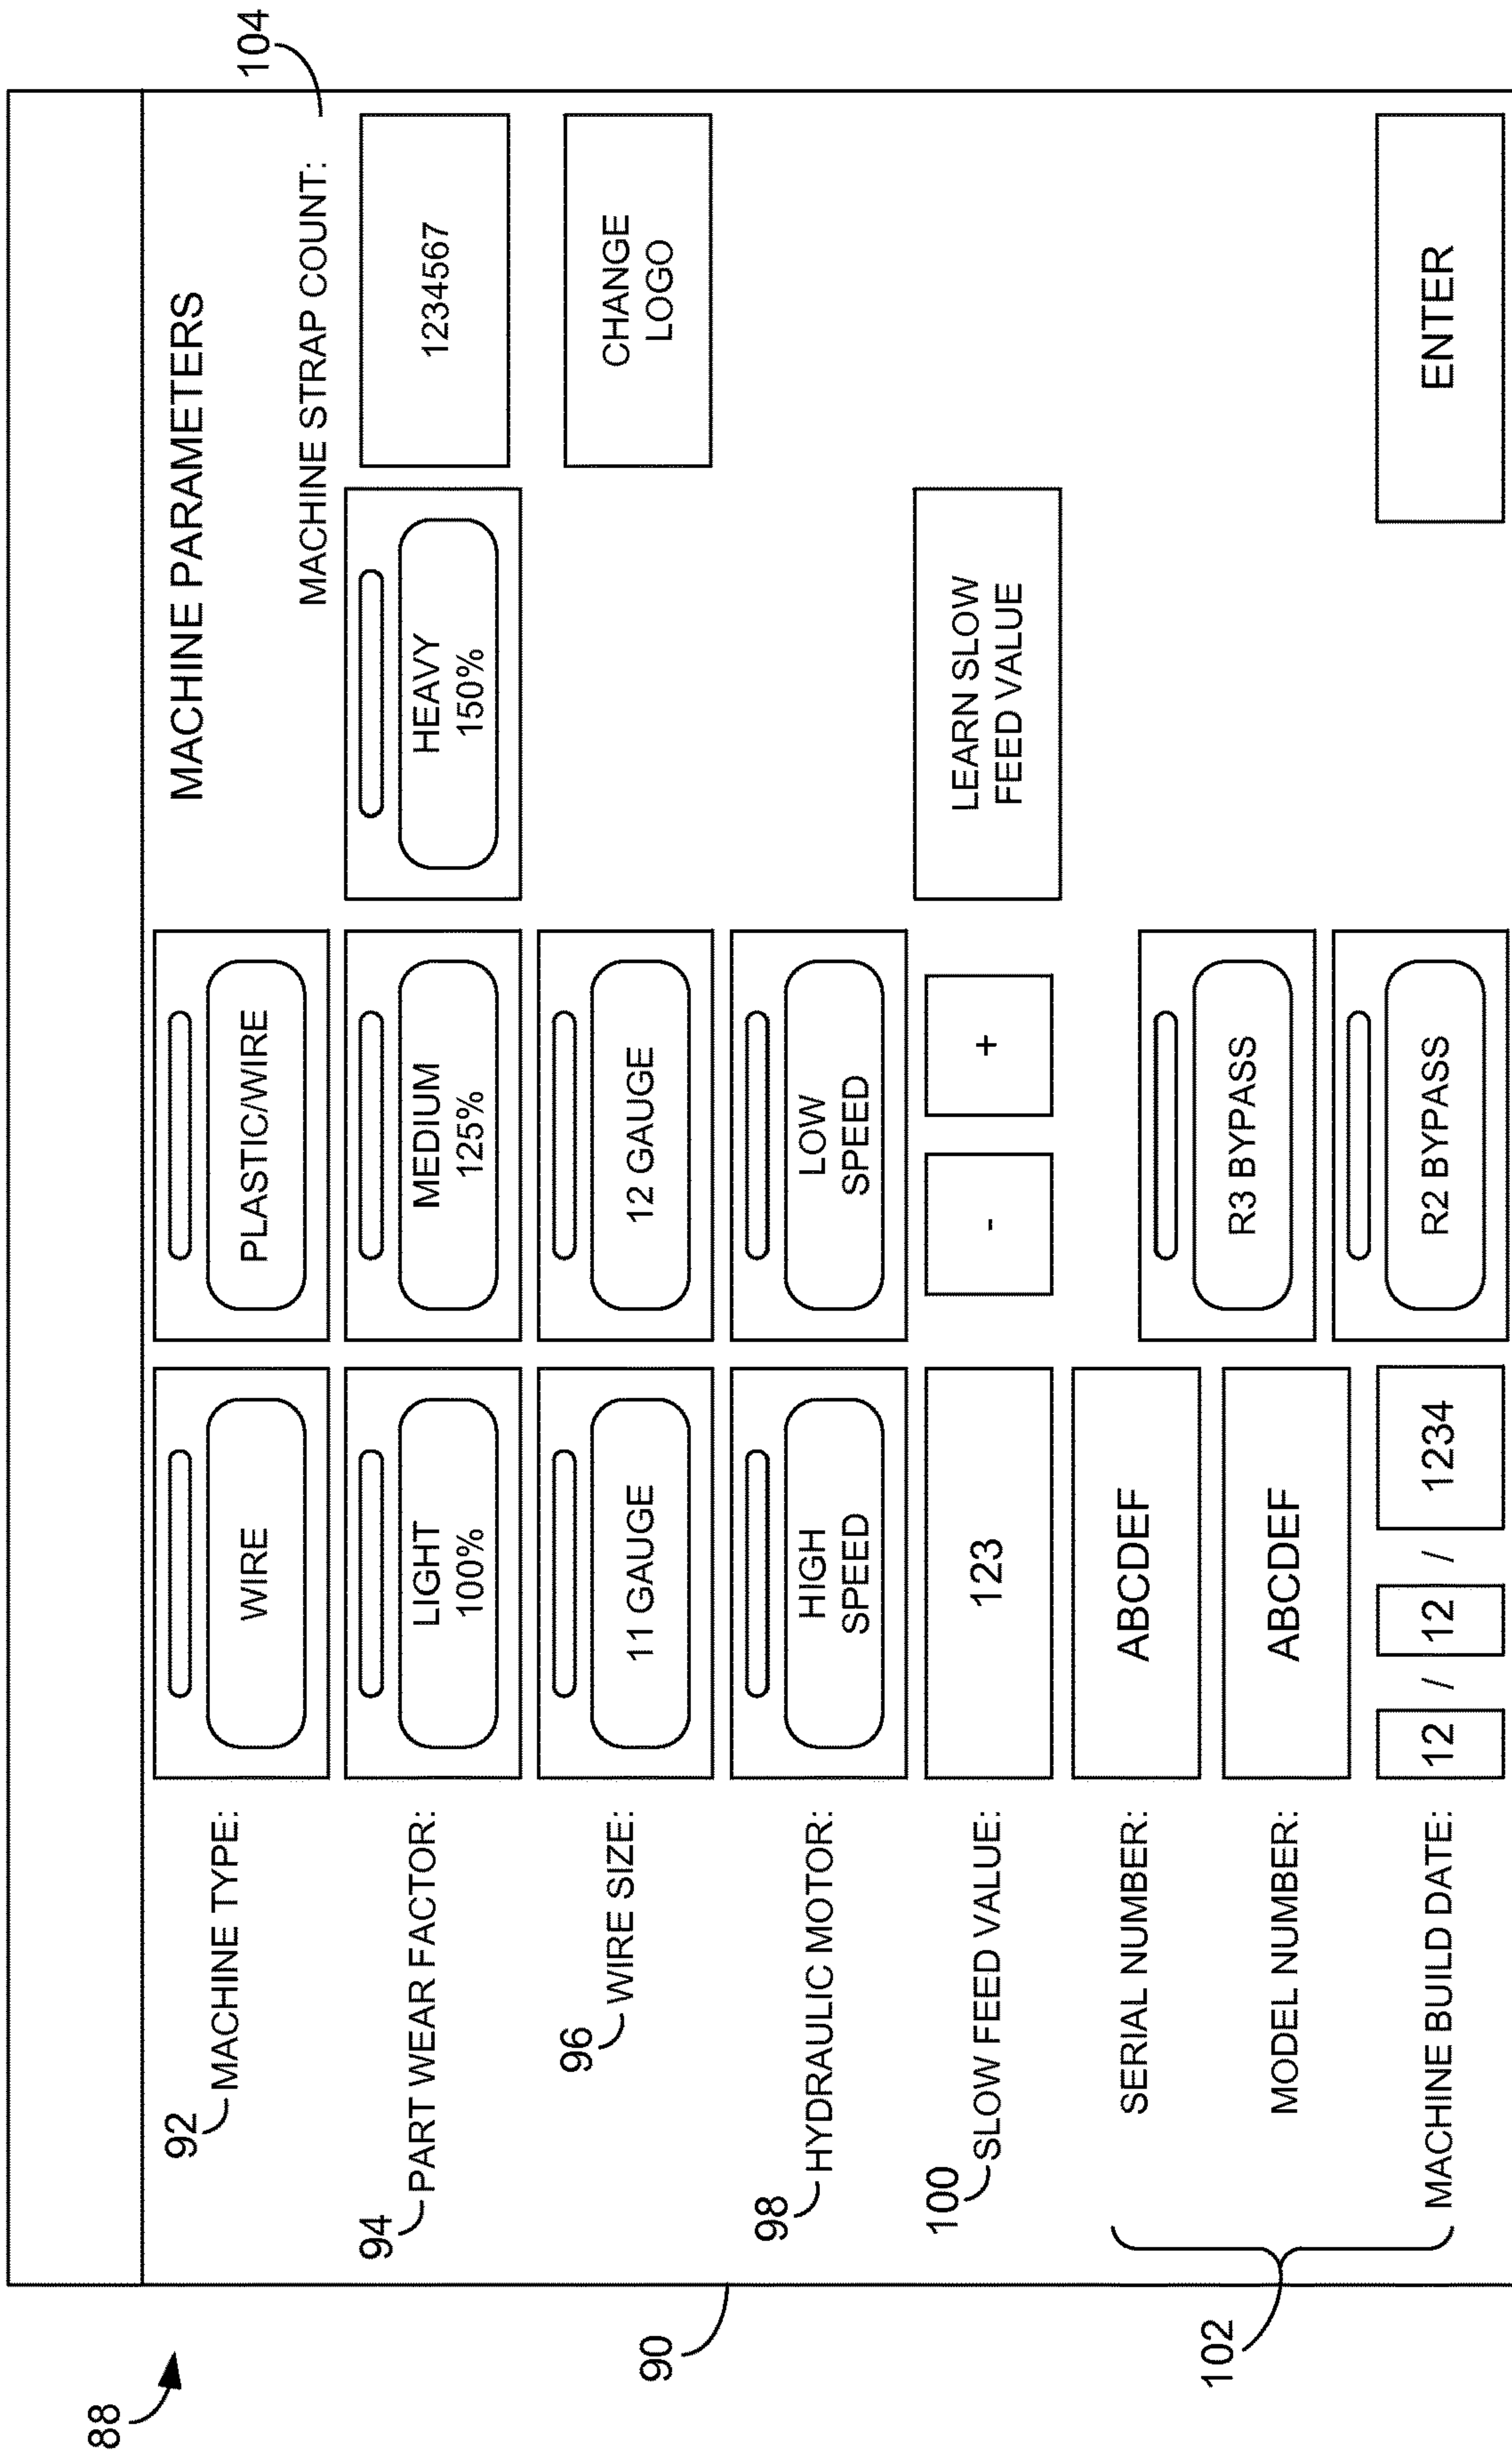 88
90
MACHINE PARAMETERS
92
MACHINE TYPE:
WIRE
PLASTIC/WIRE
MACHINE STRAP COUNT:
104
94
PART WEAR FACTOR:
LIGHT
100%
MEDIUM
125%
HEAVY
150%
1234567
96
WIRE SIZE:
11 GAUGE
12 GAUGE
CHANGE
LOGO
98
HYDRAULIC MOTOR:
HIGH
SPEED
LOW
SPEED
100
SLOW FEED VALUE:
123
-
+
LEARN SLOW
FEED VALUE
102
SERIAL NUMBER:
ABCDEF
R3 BYPASS
MODEL NUMBER:
ABCDEF
MACHINE BUILD DATE:
12 / 12 / 1234
R2 BYPASS
ENTER